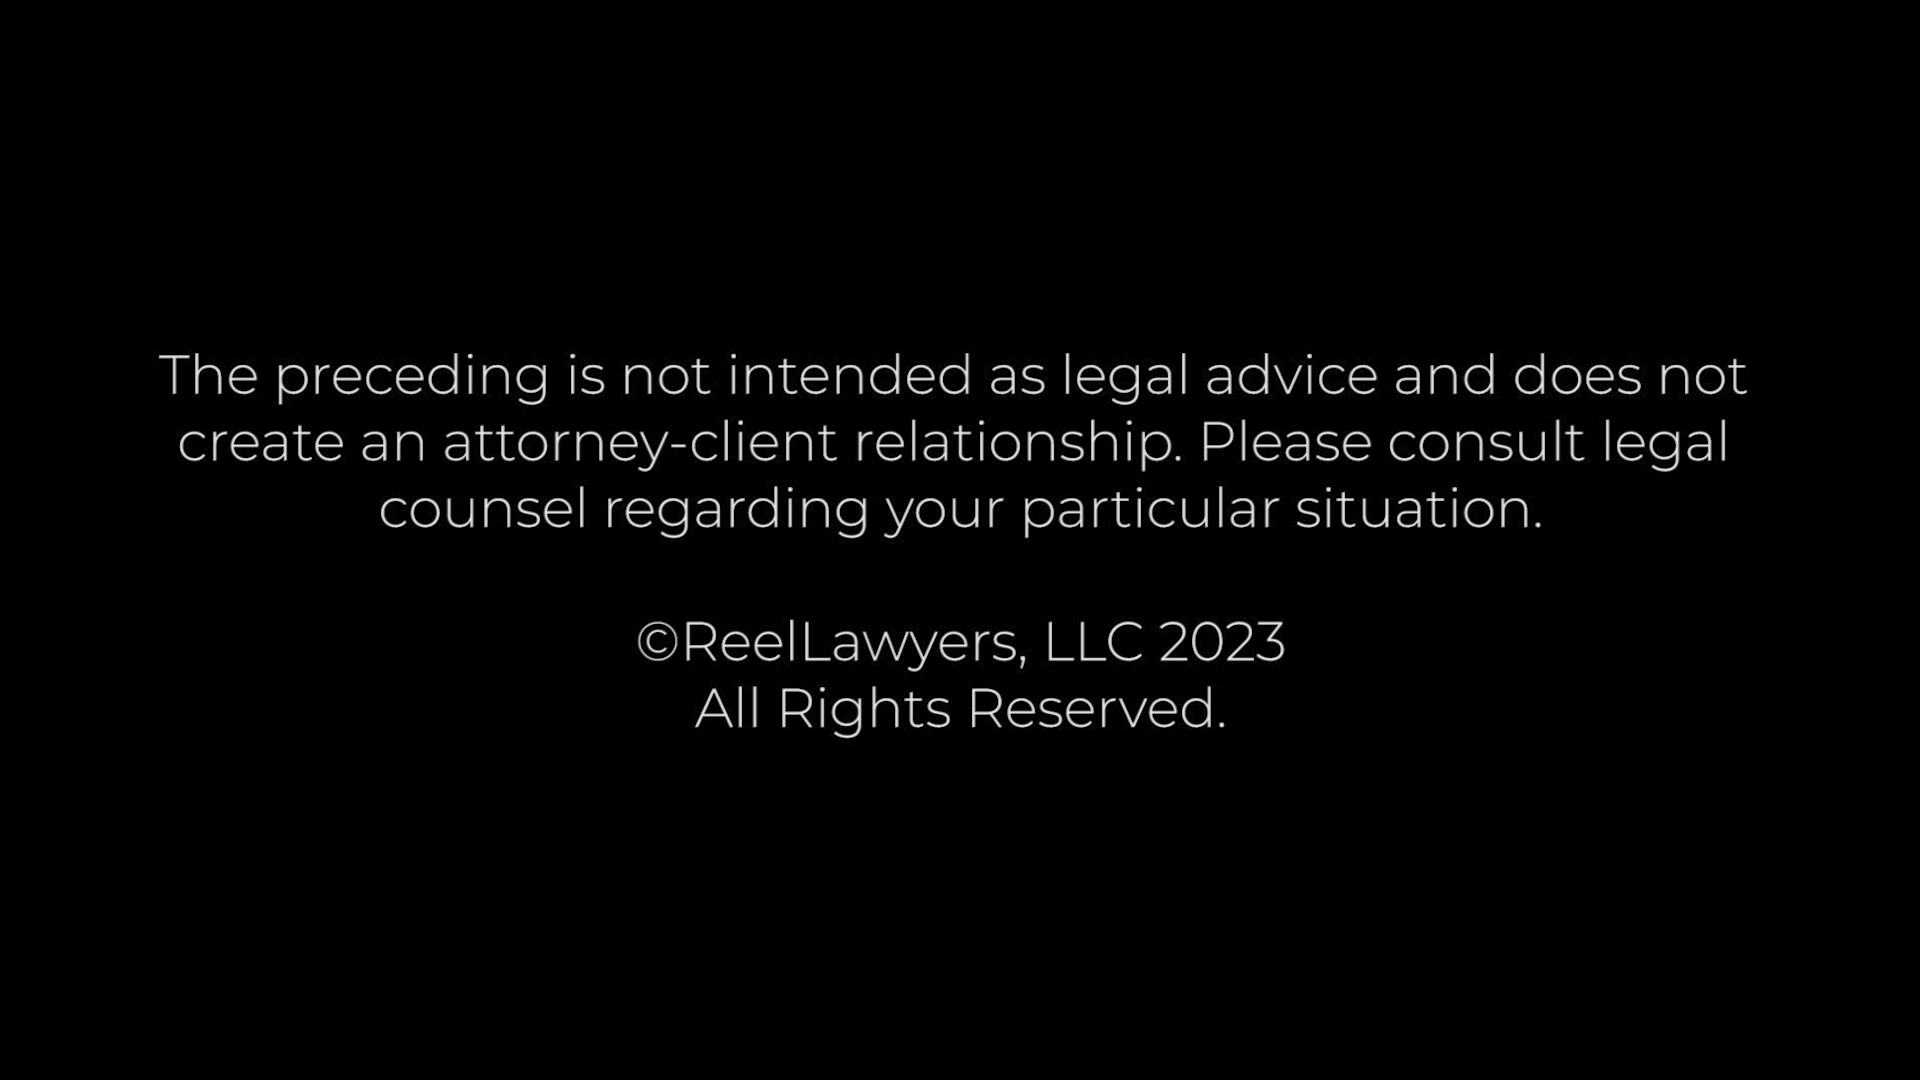 The preceding is not intended as legal advice and does not
create an attorney-client relationship. Please consult legal
counsel regarding your particular situation.
©ReelLawyers, LLC 2023
All Rights Reserved.